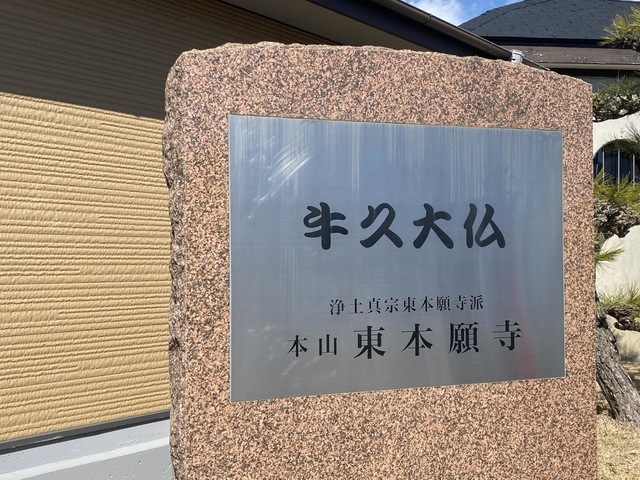 牛久大仏
浄土真宗東本願寺派
本山 東本願寺